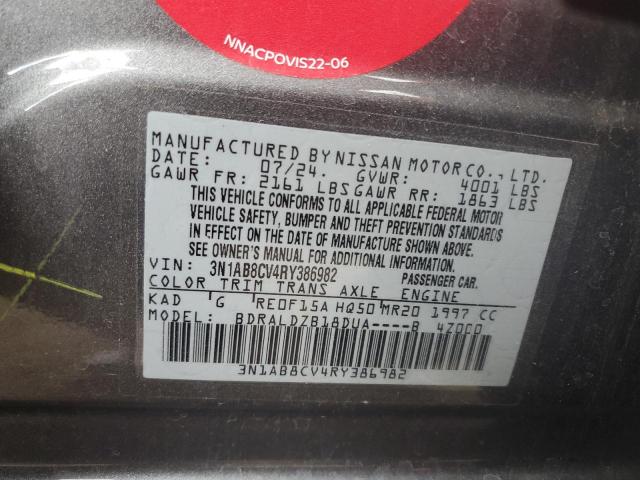 NNACPOVIS22-06
MANUFACTURED BY NISSAN MOTOR CO., LTD.
DATE: 07/24. GVWR: 4001 LBS
GAWR FR: 2161 LBS GAWR RR: 1863 LBS
THIS VEHICLE CONFORMS TO ALL APPLICABLE FEDERAL MOTOR
VEHICLE SAFETY, BUMPER AND THEFT PREVENTION STANDARDS
IN EFFECT ON THE DATE OF MANUFACTURE SHOWN ABOVE.
SEE OWNER'S MANUAL FOR ADDITIONAL INFORMATION.
VIN: 3N1AB8CV4RY386982 PASSENGER CAR.
COLOR TRIM TRANS AXLE ENGINE
KAD G RE0F15A HQ50 MR20 1997 CC
MODEL: BDRALDZB18DUA----B 4Z0C0
3N1AB8CV4RY386982